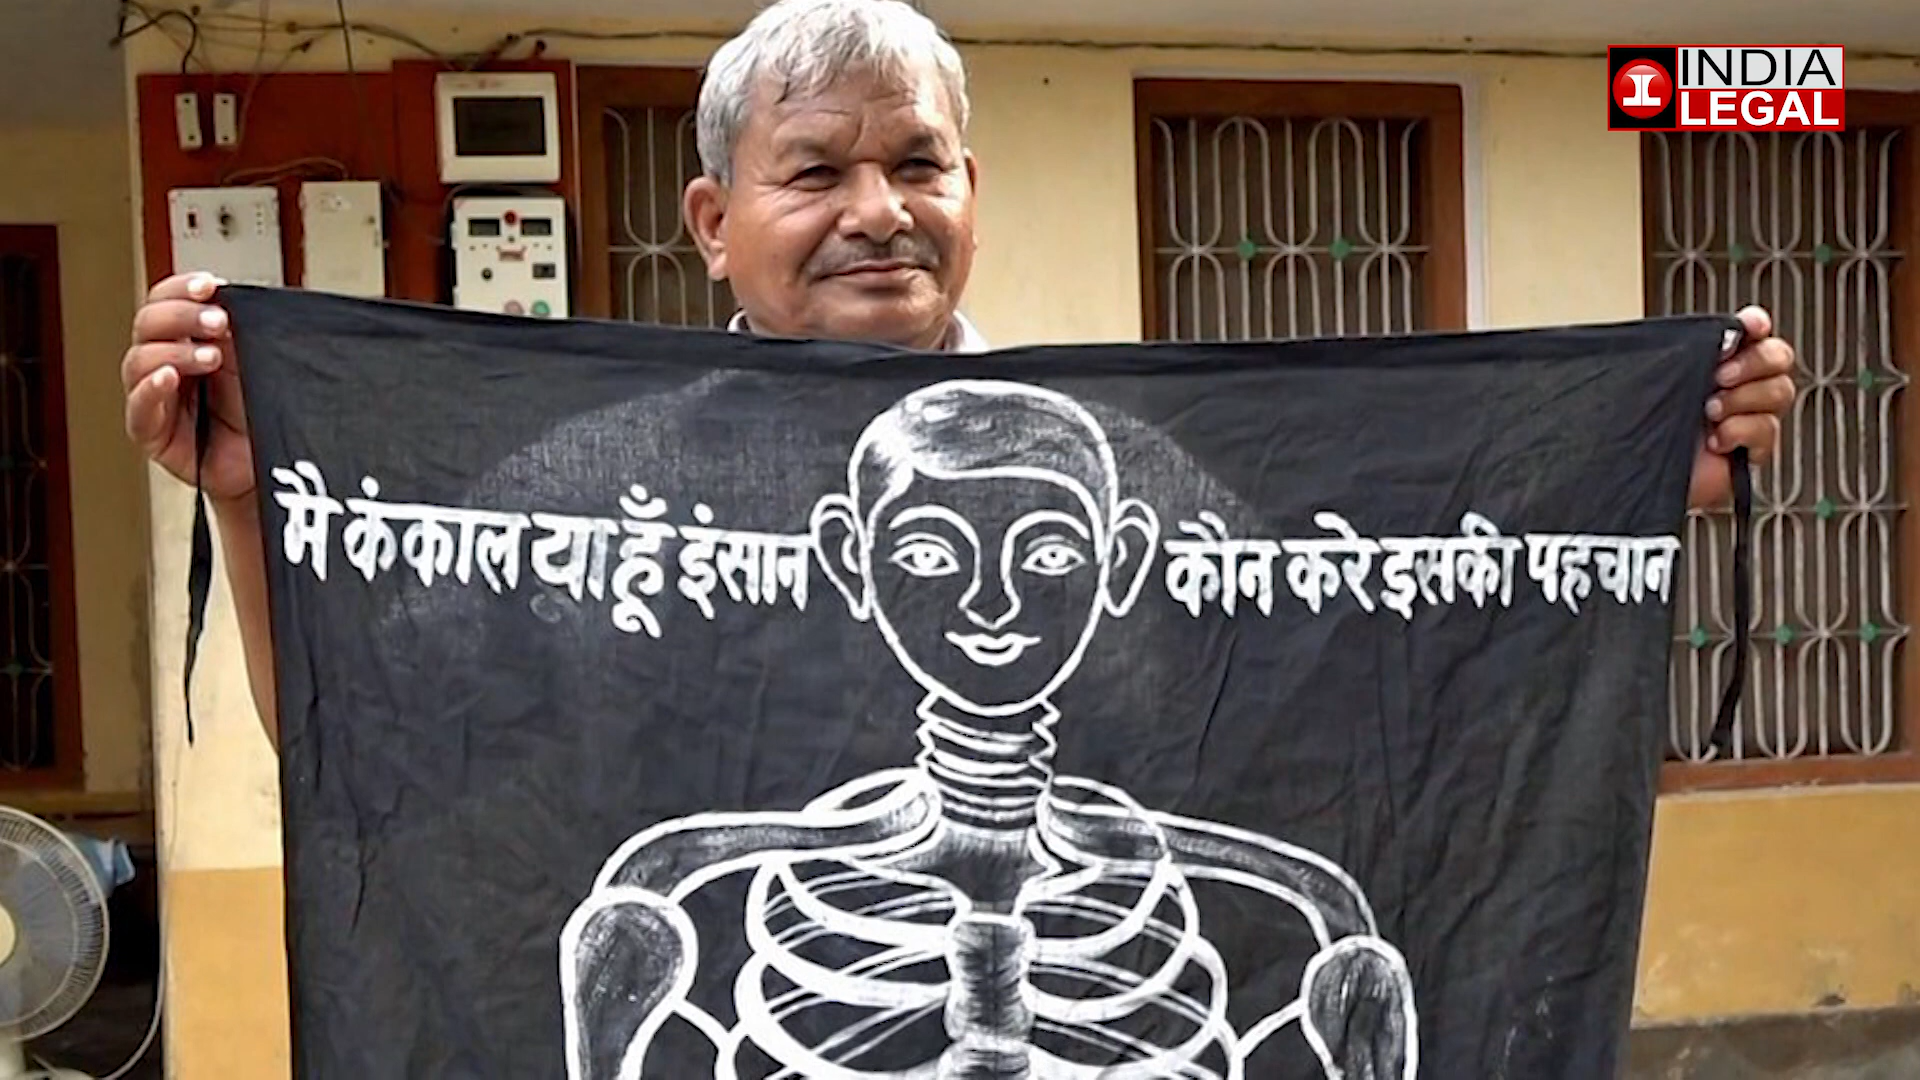 INDIA
LEGAL
मै कंकाल या हूँ इंसान कौन करे इसकी पहचान